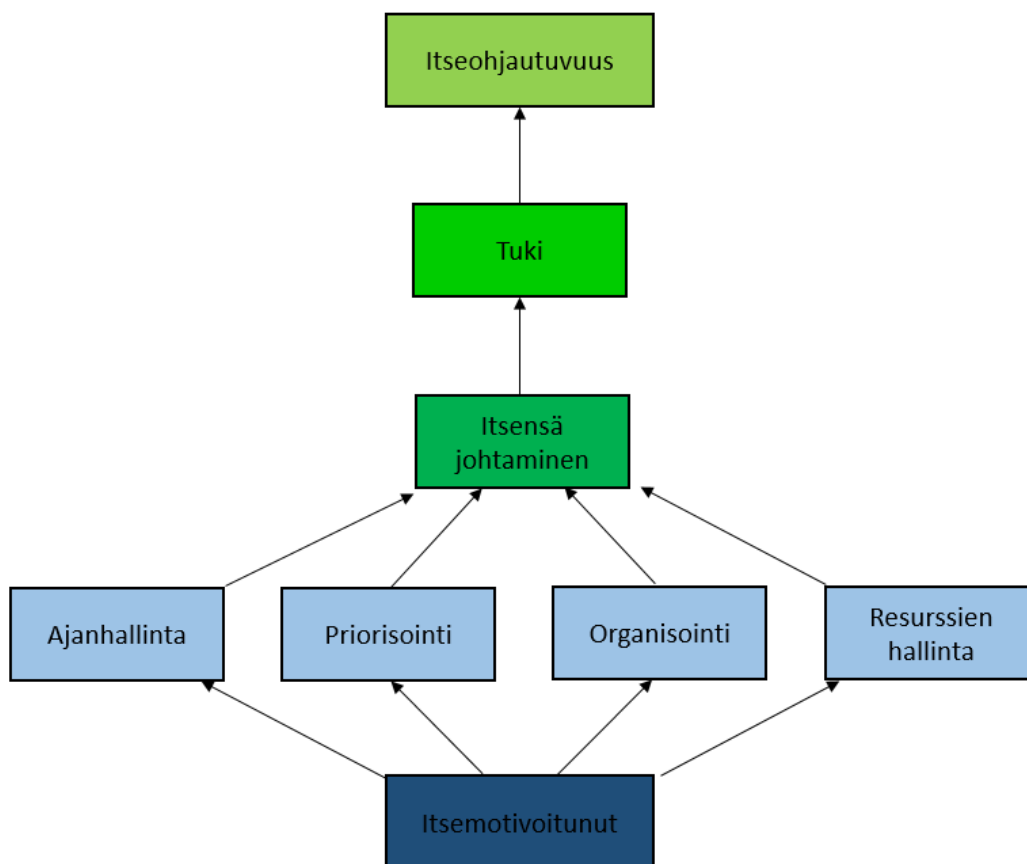 Itseohjautuvuus
Tuki
Itsensä
johtaminen
Ajanhallinta
Priorisointi
Organisointi
Resurssien
hallinta
Itsemotivoitunut